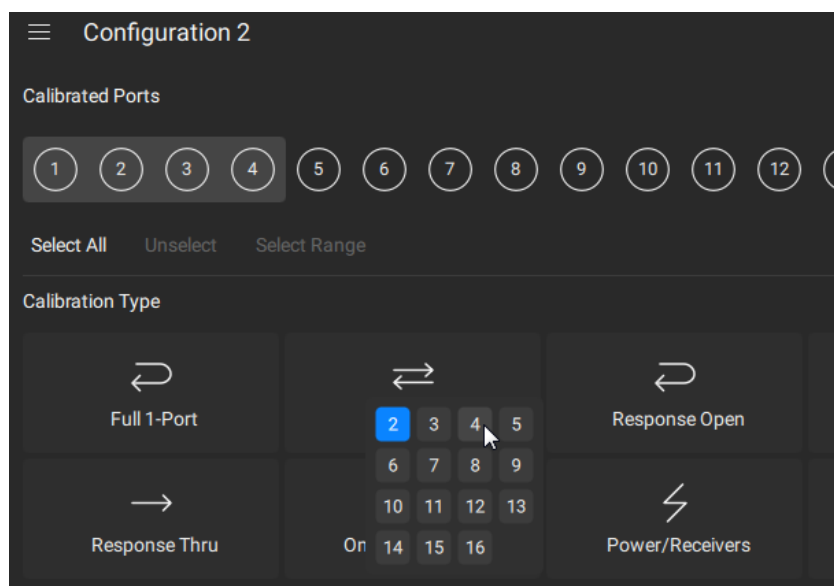 Configuration 2
Calibrated Ports
1 2 3 4 5 6 7 8 9 10 11 12
Select All Unselect Select Range
Calibration Type
Full 1-Port Response Open
2 3 4 5
6 7 8 9
10 11 12 13
14 15 16
Response Thru On Power/Receivers